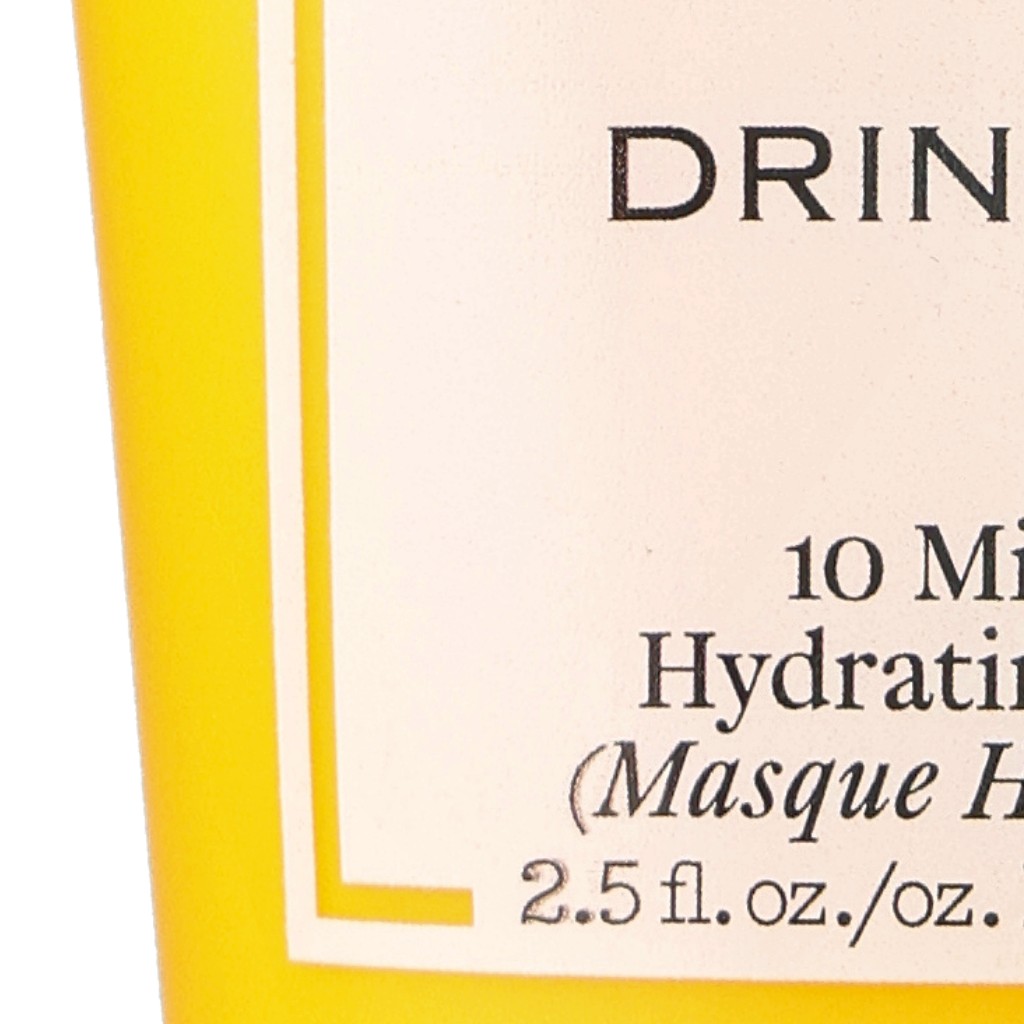 DRIN
10 Mi
Hydratin
(Masque H
2.5 fl. oz./oz.